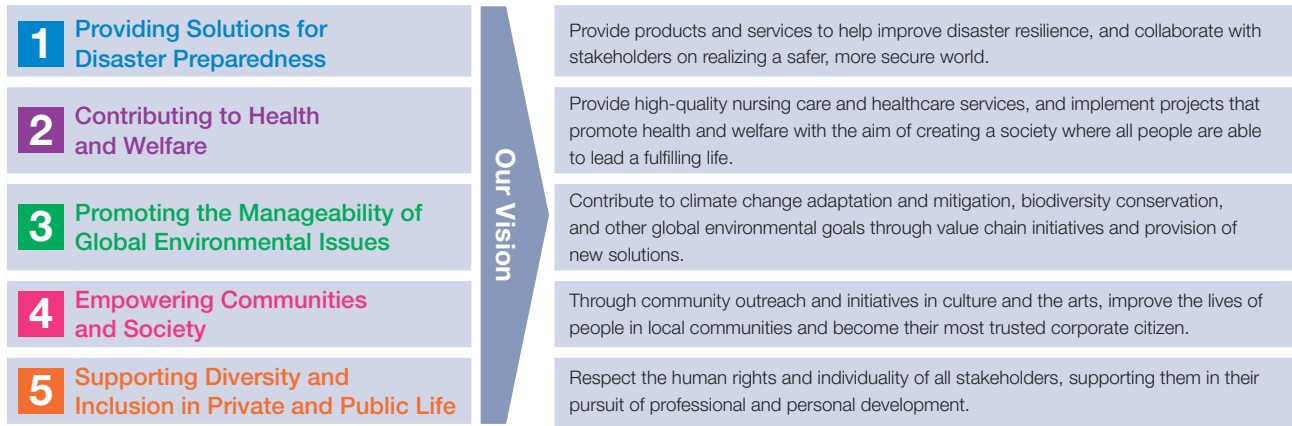 1
Providing Solutions for
Disaster Preparedness
2
Contributing to Health
and Welfare
3
Promoting the Manageability of
Global Environmental Issues
4
Empowering Communities
and Society
5
Supporting Diversity and
Inclusion in Private and Public Life
Our Vision
Provide products and services to help improve disaster resilience, and collaborate with
stakeholders on realizing a safer, more secure world.
Provide high-quality nursing care and healthcare services, and implement projects that
promote health and welfare with the aim of creating a society where all people are able
to lead a fulfilling life.
Contribute to climate change adaptation and mitigation, biodiversity conservation,
and other global environmental goals through value chain initiatives and provision of
new solutions.
Through community outreach and initiatives in culture and the arts, improve the lives of
people in local communities and become their most trusted corporate citizen.
Respect the human rights and individuality of all stakeholders, supporting them in their
pursuit of professional and personal development.